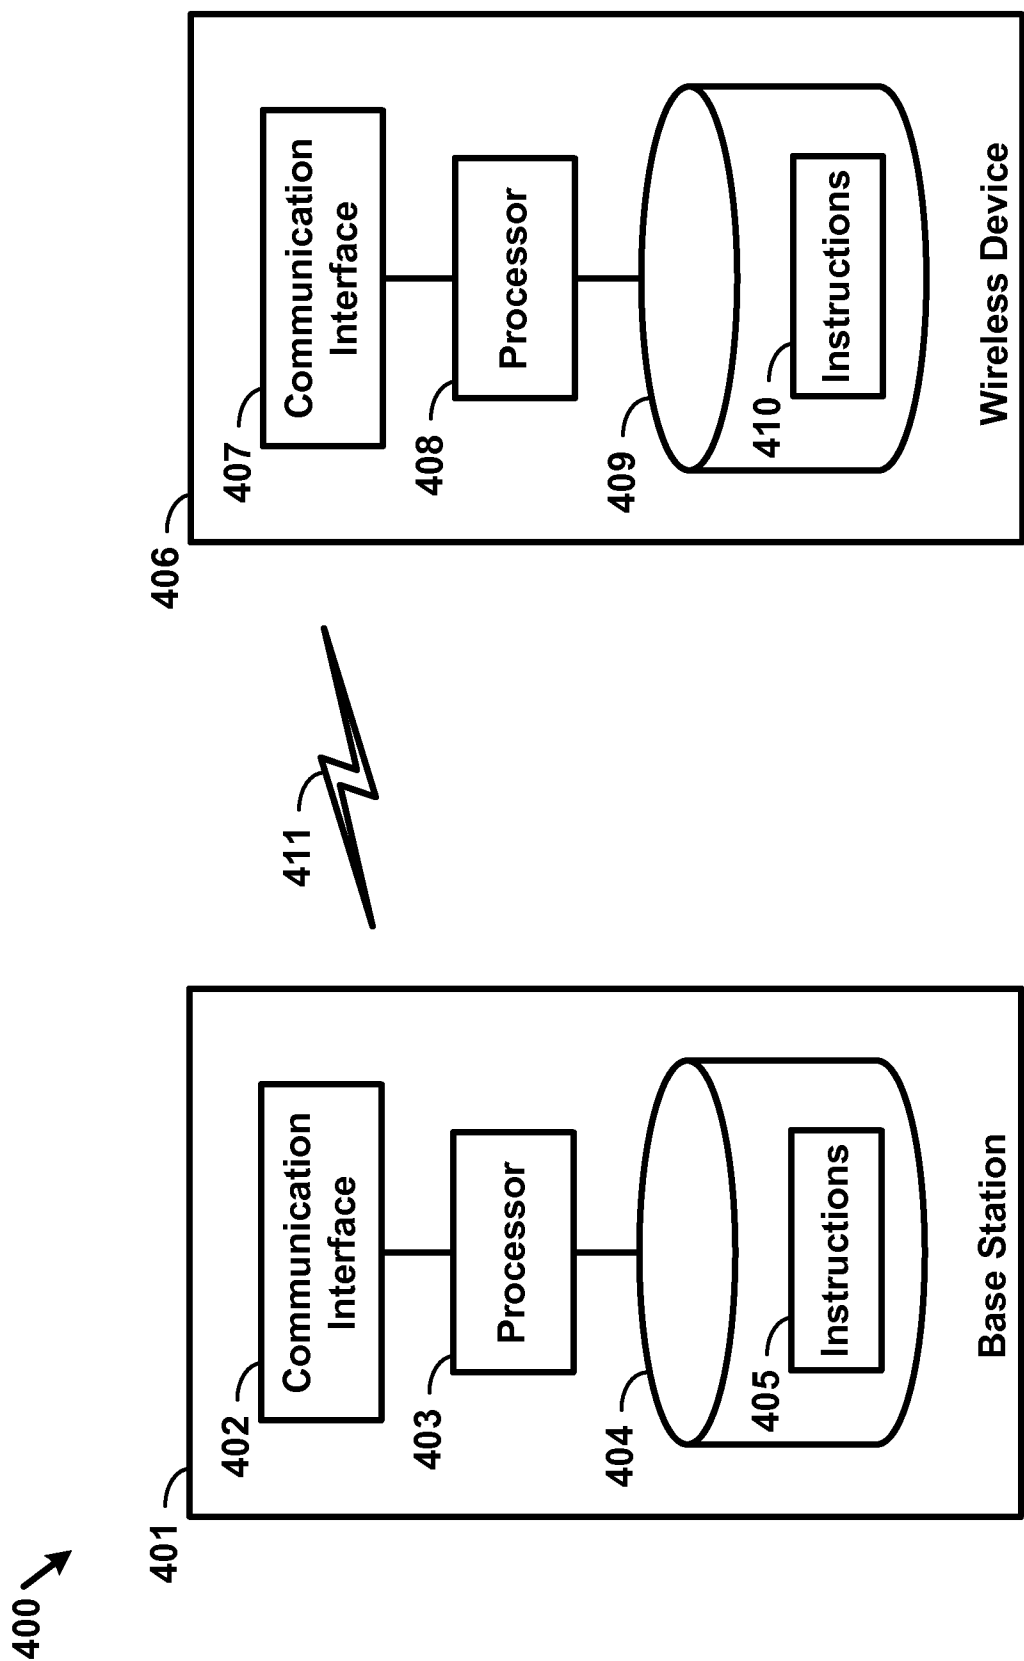 400
401
402
Communication
Interface
403
Processor
404
405
Instructions
Base Station
411
406
407
Communication
Interface
408
Processor
409
410
Instructions
Wireless Device